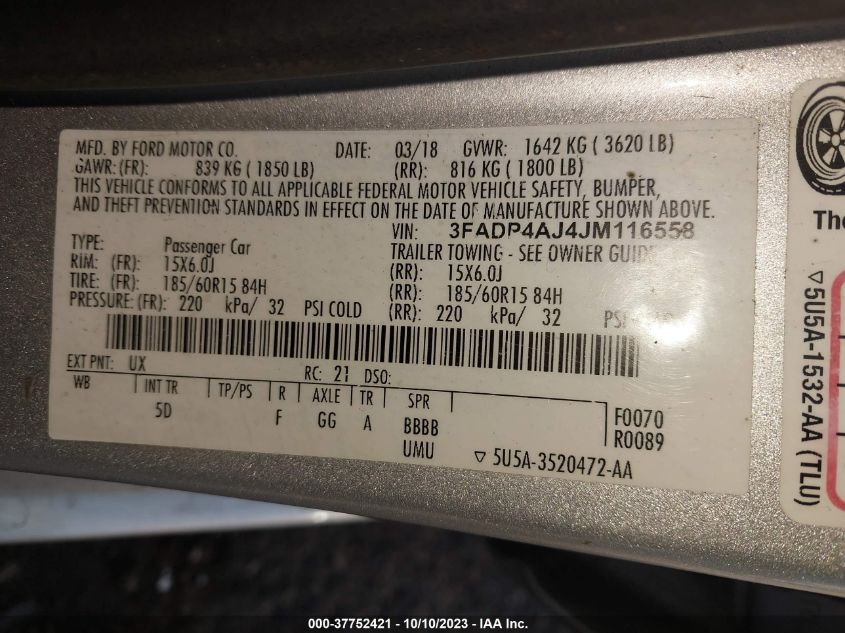 MFD. BY FORD MOTOR CO. DATE: 03/18 GVWR: 1642 KG ( 3620 LB)
GAWR: (FR): 839 KG ( 1850 LB) (RR): 816 KG ( 1800 LB)
THIS VEHICLE CONFORMS TO ALL APPLICABLE FEDERAL MOTOR VEHICLE SAFETY, BUMPER,
AND THEFT PREVENTION STANDARDS IN EFFECT ON THE DATE OF MANUFACTURE SHOWN ABOVE.
VIN: 3FADP4AJ4JM116558
TYPE: Passenger Car TRAILER TOWING - SEE OWNER GUIDE
RIM: (FR): 15X6.0J (RR): 15X6.0J
TIRE: (FR): 185/60R15 84H (RR): 185/60R15 84H
PRESSURE: (FR): 220 kPa/ 32 PSI COLD (RR): 220 kPa/ 32
EXT PNT: UX RC: 21 DSO:
WB INT TR TP/PS R AXLE TR SPR
5D F GG A BBBB F0070
UMU R0089
▽ 5U5A-3520472-AA
The
▽5U5A-1532-AA (TLU)
000-37752421 - 10/10/2023 - IAA Inc.